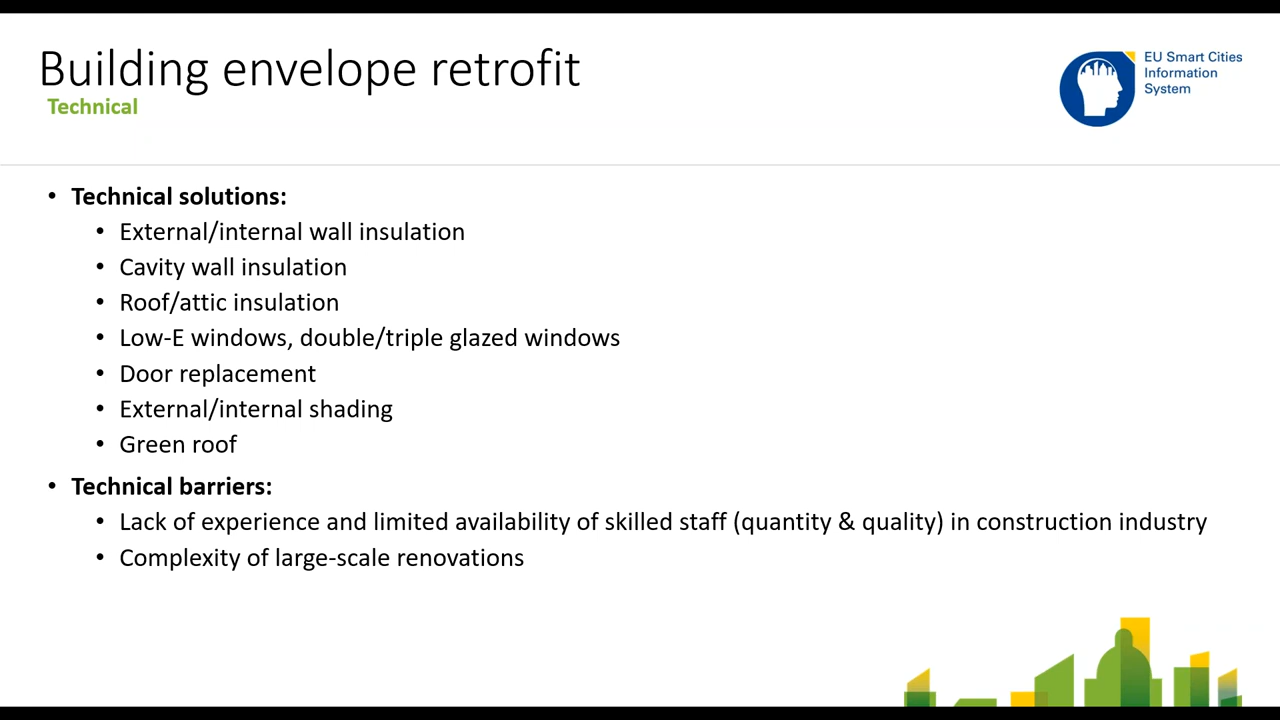 Building envelope retrofit
Technical
EU Smart Cities
Information
System
• Technical solutions:
• External/internal wall insulation
• Cavity wall insulation
• Roof/attic insulation
• Low-E windows, double/triple glazed windows
• Door replacement
• External/internal shading
• Green roof
• Technical barriers:
• Lack of experience and limited availability of skilled staff (quantity & quality) in construction industry
• Complexity of large-scale renovations